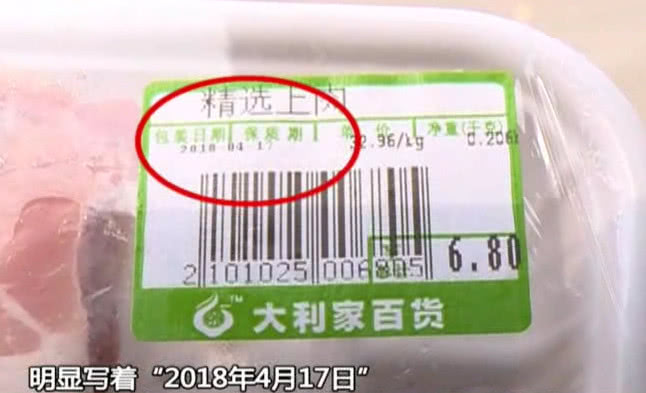 精选上肉
包装日期 保质期 单价 净重(千克)
2018 04 17 32.96/kg 0.206
2 101025 006805
6.80
大利家百货
明显写着“2018年4月17日”